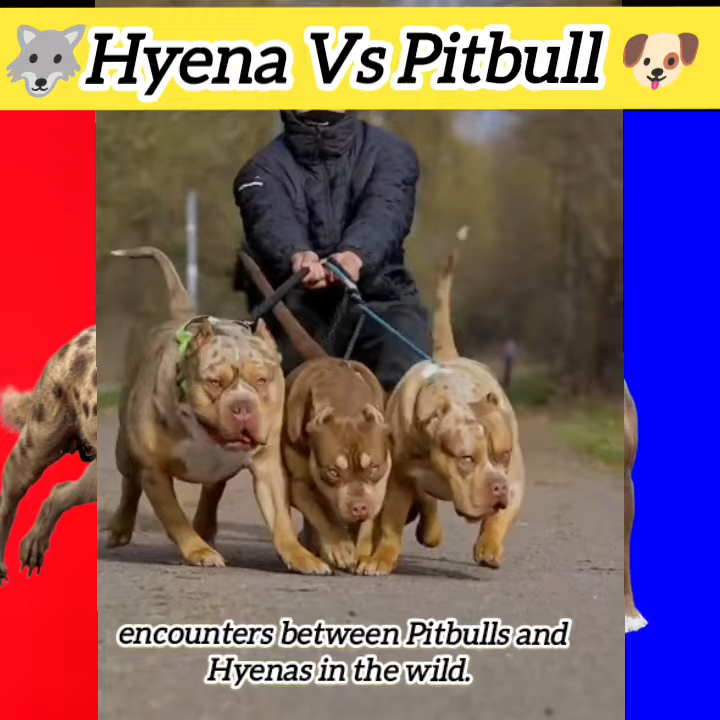 Hyena Vs Pitbull
encounters between Pitbulls and
Hyenas in the wild.